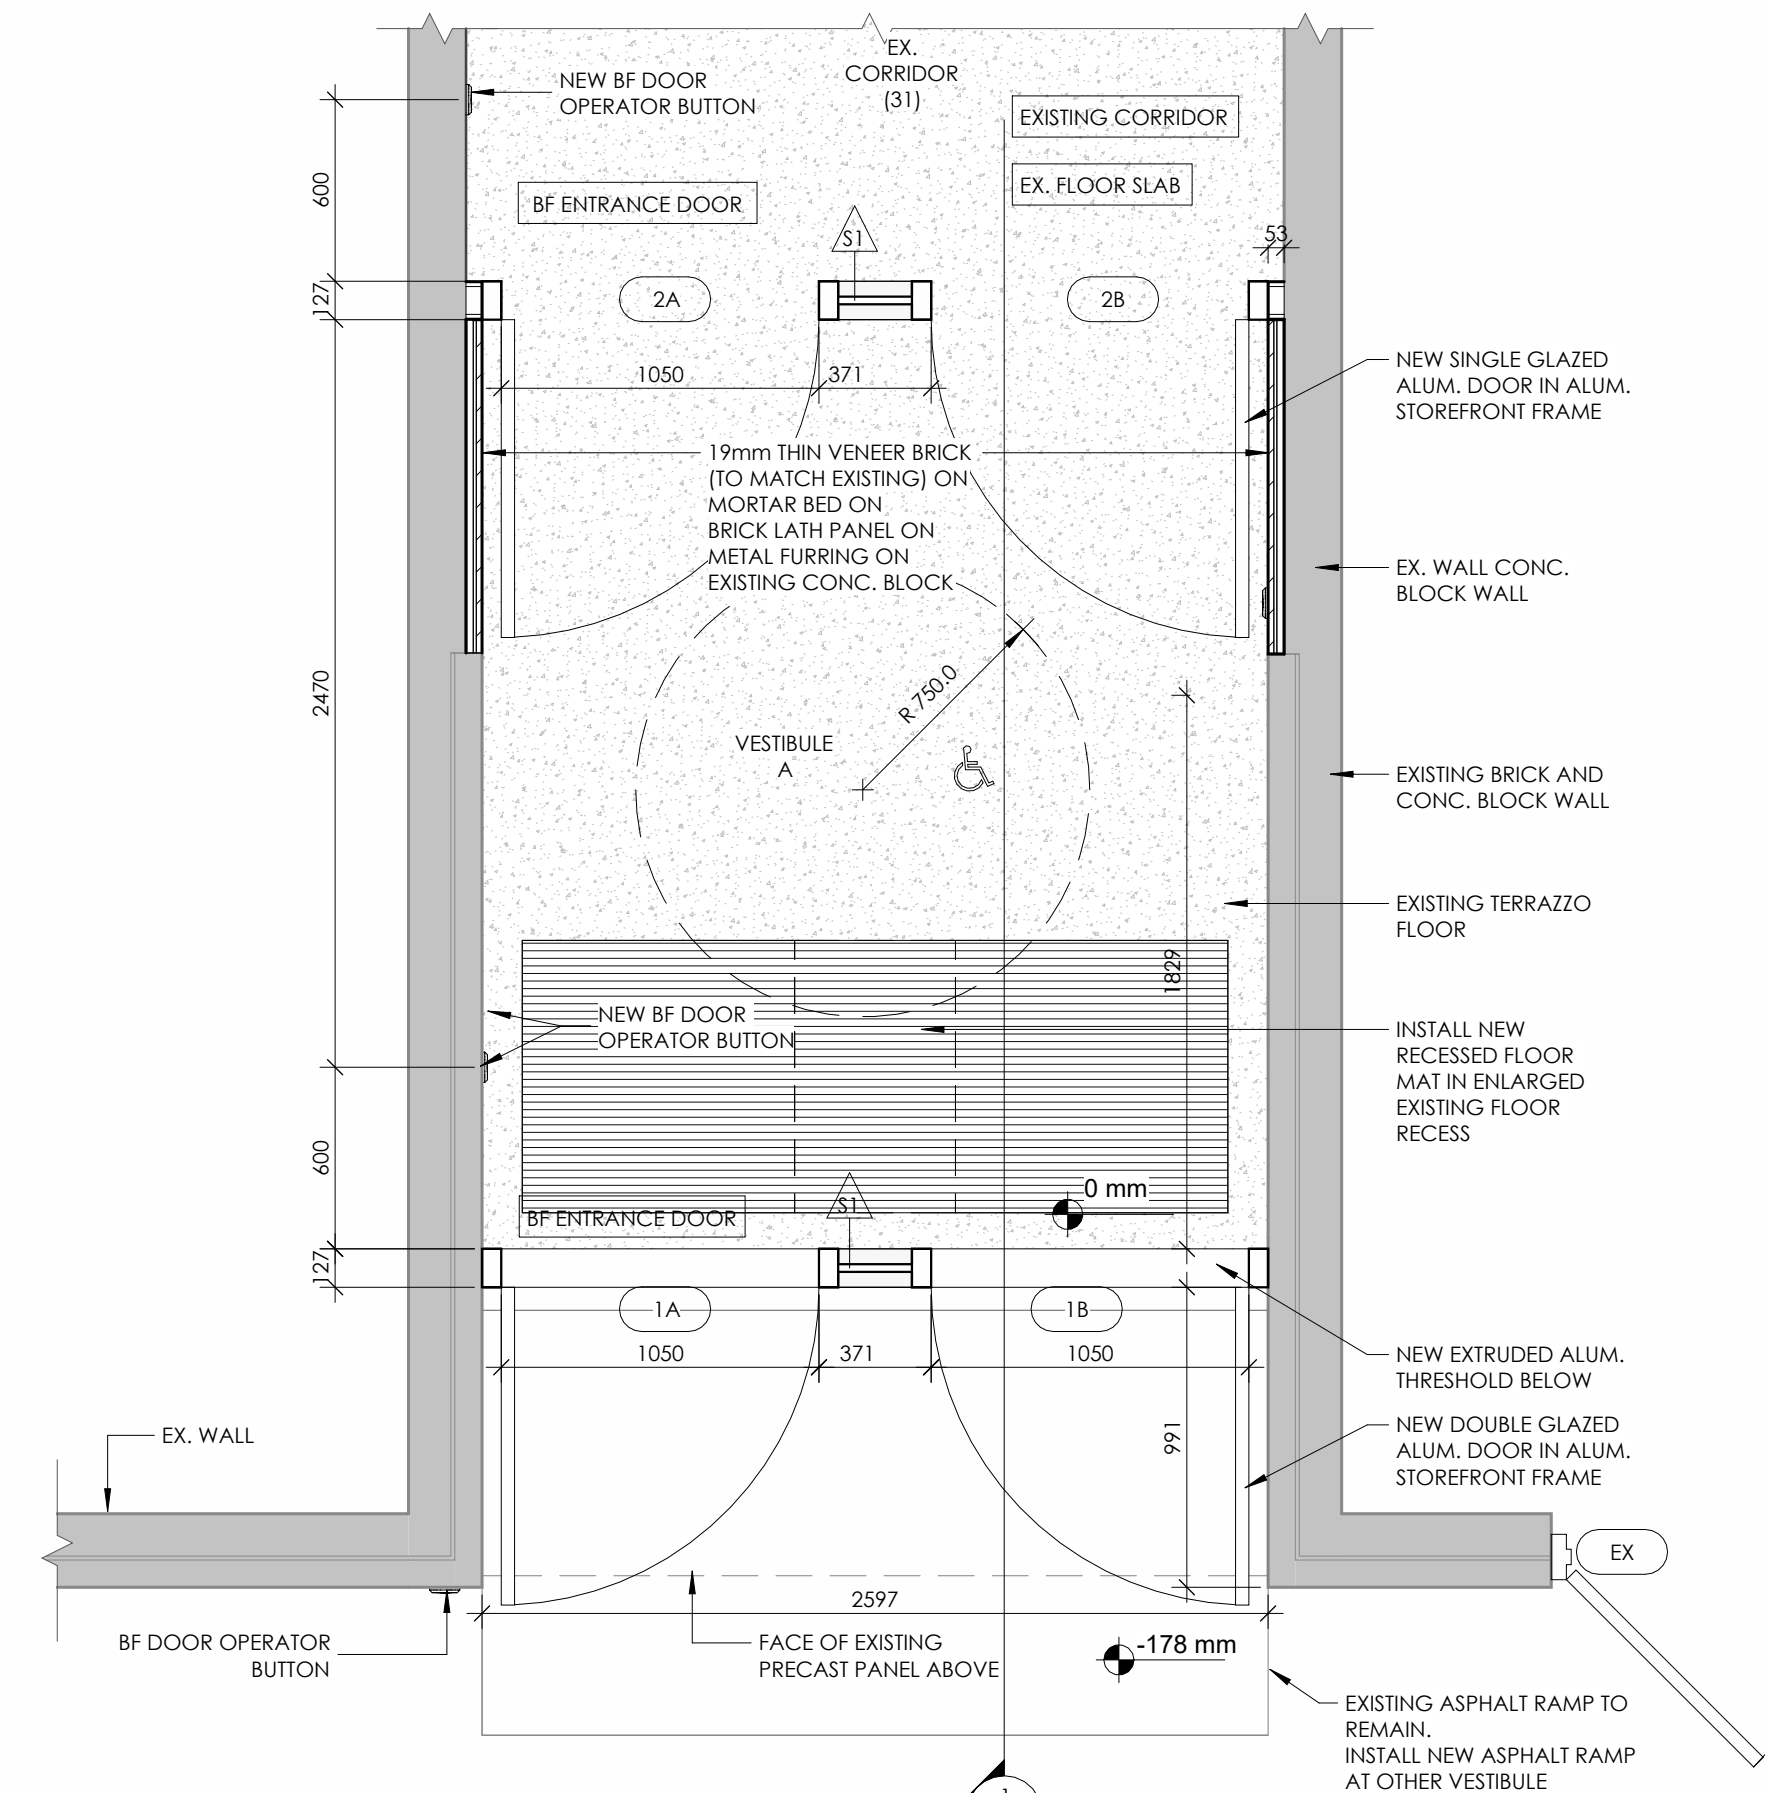 EX.
CORRIDOR
(31)
NEW BF DOOR
OPERATOR BUTTON
EXISTING CORRIDOR
EX. FLOOR SLAB
BF ENTRANCE DOOR
600
S1
53
127
2A
2B
1050
371
NEW SINGLE GLAZED
ALUM. DOOR IN ALUM.
STOREFRONT FRAME
19mm THIN VENEER BRICK
(TO MATCH EXISTING) ON
MORTAR BED ON
BRICK LATH PANEL ON
METAL FURRING ON
EXISTING CONC. BLOCK
EX. WALL CONC.
BLOCK WALL
2470
R 750.0
VESTIBULE
A
EXISTING BRICK AND
CONC. BLOCK WALL
EXISTING TERRAZZO
FLOOR
1829
NEW BF DOOR
OPERATOR BUTTON
INSTALL NEW
RECESSED FLOOR
MAT IN ENLARGED
EXISTING FLOOR
RECESS
600
0 mm
S1
BF ENTRANCE DOOR
127
1A
1B
1050
371
1050
NEW EXTRUDED ALUM.
THRESHOLD BELOW
991
NEW DOUBLE GLAZED
ALUM. DOOR IN ALUM.
STOREFRONT FRAME
EX. WALL
EX
2597
BF DOOR OPERATOR
BUTTON
FACE OF EXISTING
PRECAST PANEL ABOVE
-178 mm
EXISTING ASPHALT RAMP TO
REMAIN.
INSTALL NEW ASPHALT RAMP
AT OTHER VESTIBULE